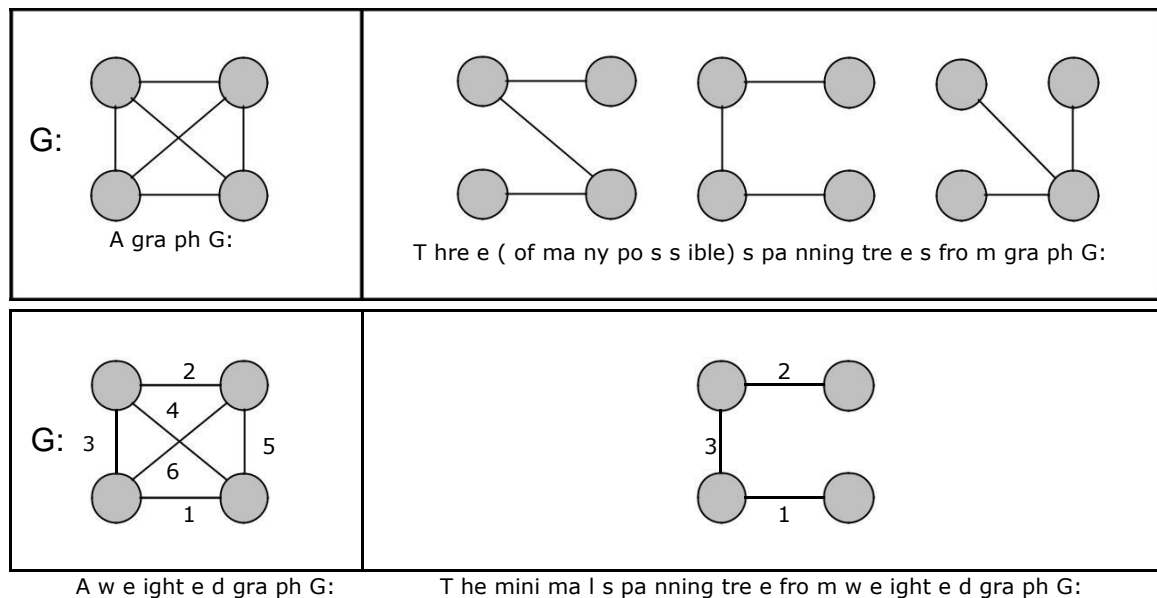 G:
A gra ph G:
T hre e ( of ma ny po s s ible) s pa nning tre e s fro m gra ph G:
2
4
G: 3
5
6
1
2
3
1
A w e ight e d gra ph G:
T he mini ma l s pa nning tre e fro m w e ight e d gra ph G: